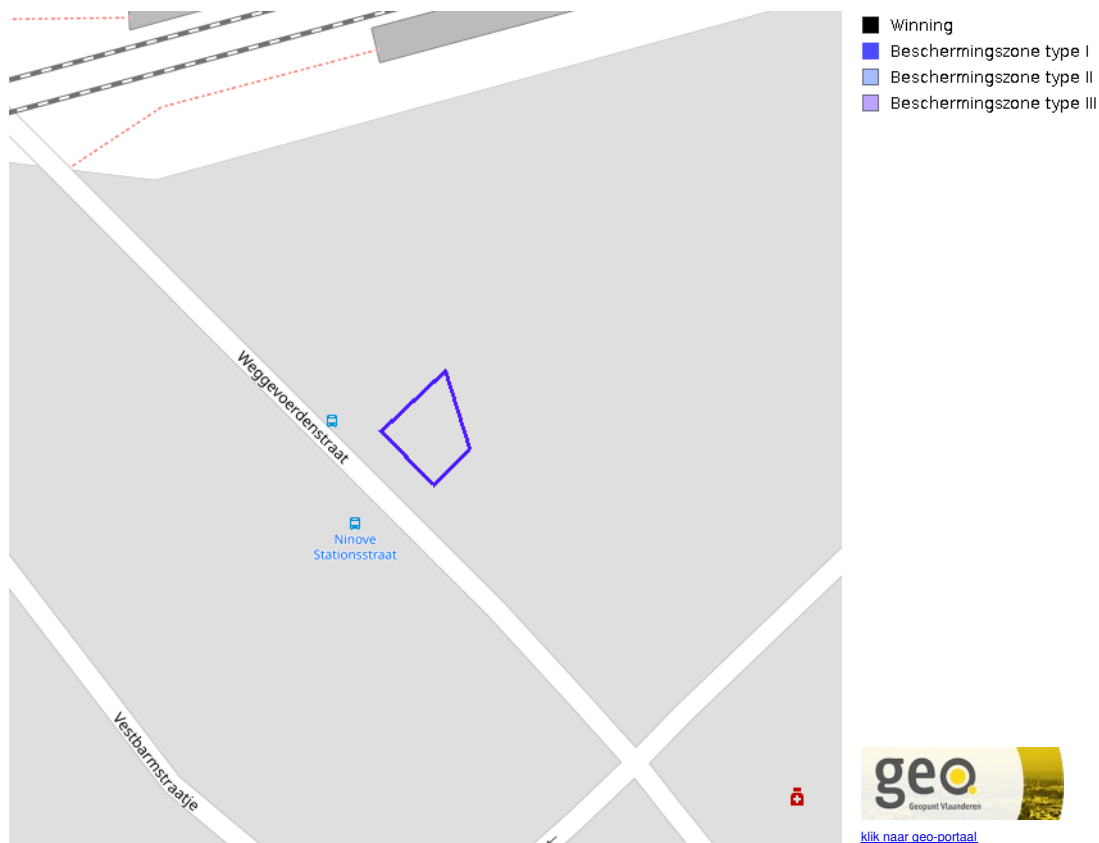 Winning
Beschermingszone type I
Beschermingszone type II
Beschermingszone type III
Weggevoerdenstraat
Ninove
Stationsstraat
Vestbarmstraatje
geo
Geopunt Vlaanderen
klik naar geo-portaal